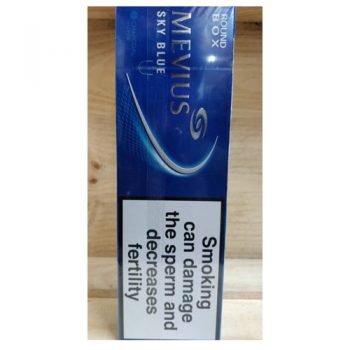 ROUND
BOX
MEVIUS
SKY BLUE
Smoking
can damage
the sperm and
decreases
fertility